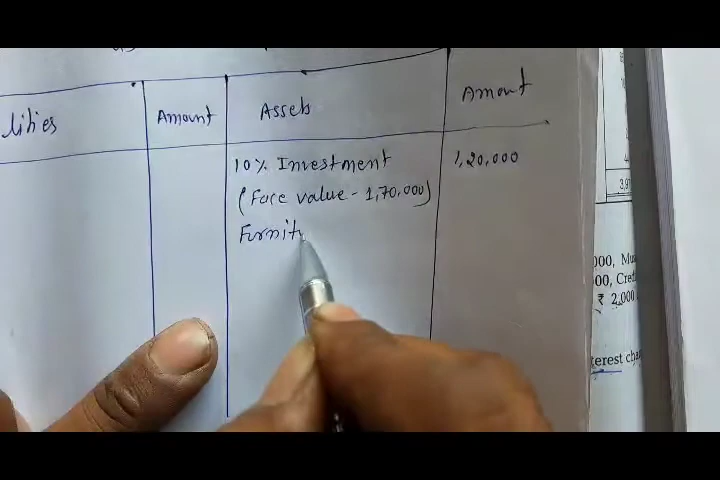 lities Amount Assets Amount
10% Investment 1,20,000
(Face value - 1,70,000)
Furnit
000, Mu
00, Cred
₹ 2,000
terest cha